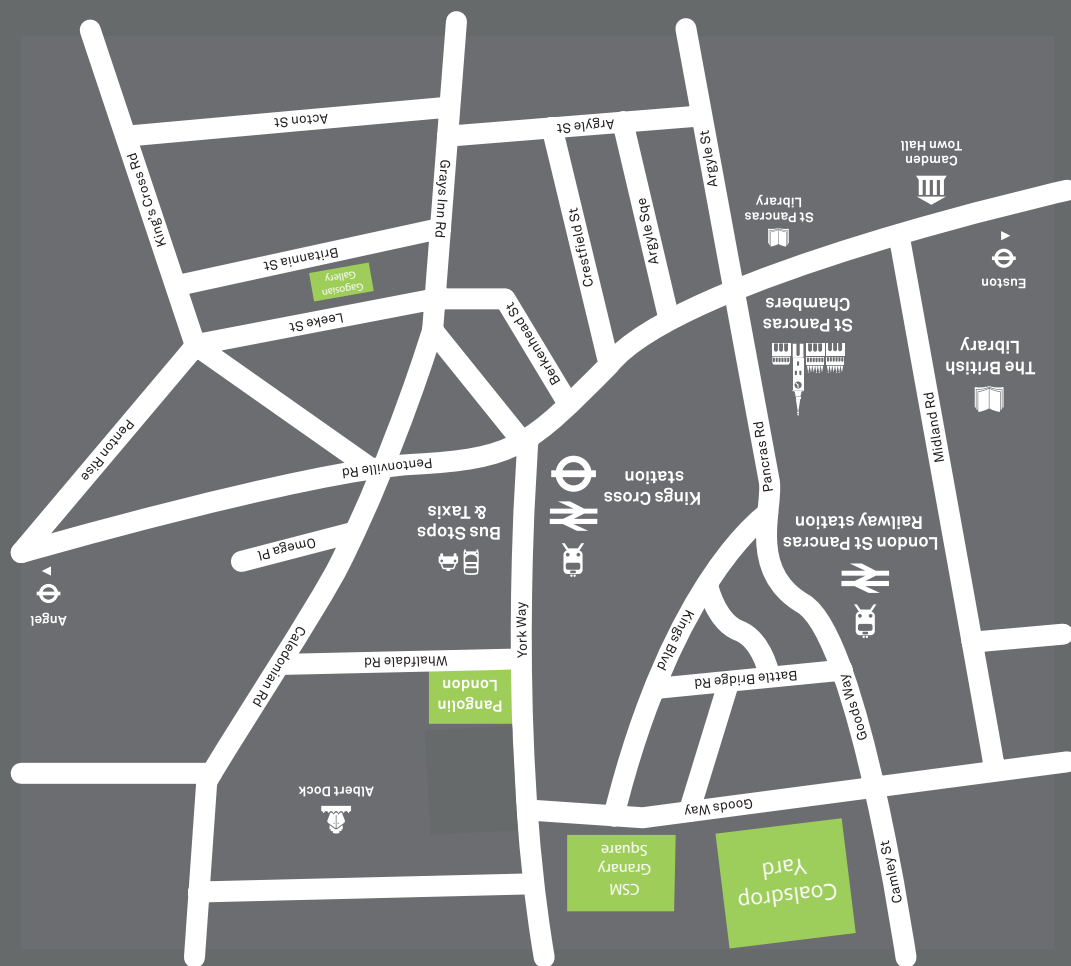 Camley St
Coalsdrop
Yard
CSM
Granary
Square
Goods Way
Albert Dock
Goods Way
Battle Bridge Rd
Kings Blvd
Pangolin
London
Whalfdale Rd
Caledonian Rd
York Way
Angel
London St Pancras
Railway station
Kings Cross
station
Bus Stops
& Taxis
Omega Pl
Pancras Rd
Pentonville Rd
Penton Rise
Midland Rd
The British
Library
St Pancras
Chambers
Berkenhead St
Leeke St
Gagosian
Gallery
Euston
Britannia St
Crestfield St
Argyle Sqe
St Pancras
Library
Grays Inn Rd
King's Cross Rd
Camden
Town Hall
Argyle St
Argyle St
Acton St